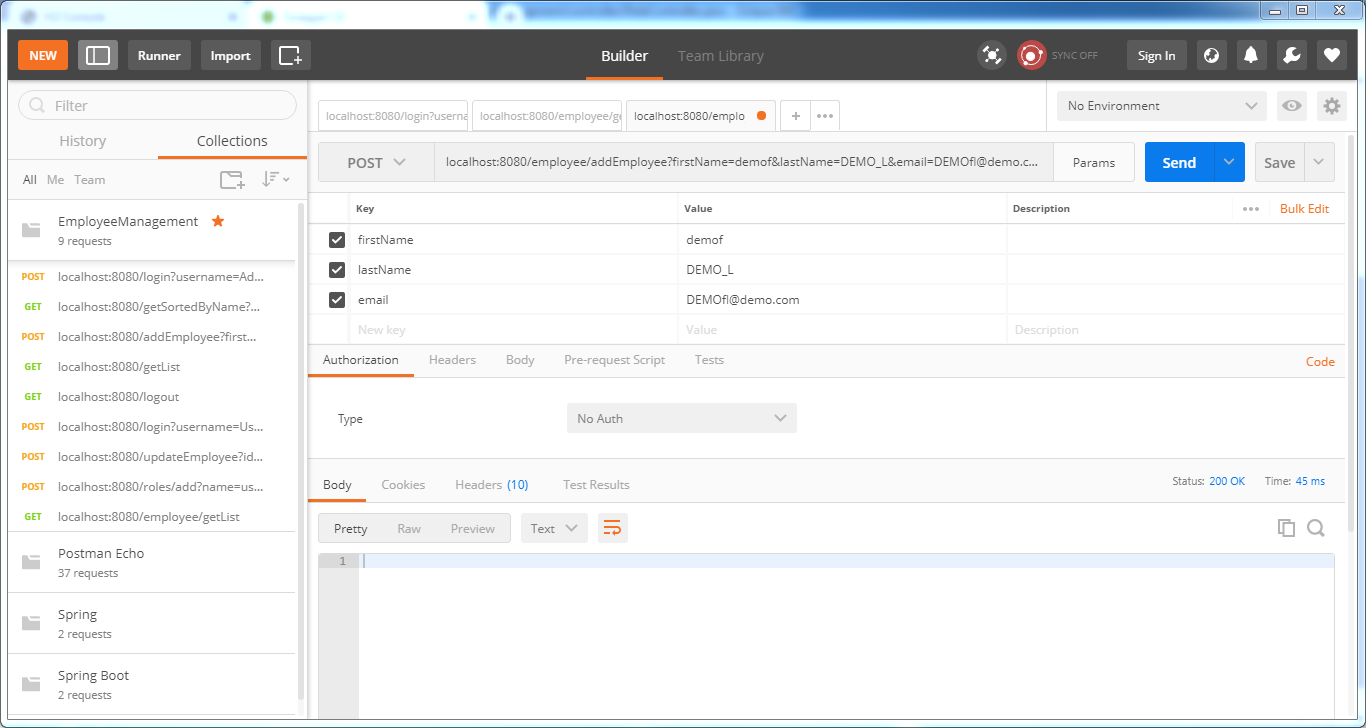 NEW
Runner
Import
Builder
Team Library
SYNC OFF
Sign In
Filter
History
Collections
All Me Team
EmployeeManagement
9 requests
POST localhost:8080/login?username=Ad...
GET localhost:8080/getSortedByName?...
POST localhost:8080/addEmployee?first...
GET localhost:8080/getList
GET localhost:8080/logout
POST localhost:8080/login?username=Us...
POST localhost:8080/updateEmployee?id...
POST localhost:8080/roles/add?name=us...
GET localhost:8080/employee/getList
Postman Echo
37 requests
Spring
2 requests
Spring Boot
2 requests
localhost:8080/login?userna
localhost:8080/employee/ge
localhost:8080/emplo
No Environment
POST
localhost:8080/employee/addEmployee?firstName=demof&lastName=DEMO_L&email=DEMOfl@demo.c...
Params
Send
Save
Key Value Description
Bulk Edit
firstName demof
lastName DEMO_L
email DEMOfl@demo.com
New key Value Description
Authorization Headers Body Pre-request Script Tests
Code
Type No Auth
Body Cookies Headers (10) Test Results
Status: 200 OK Time: 45 ms
Pretty Raw Preview Text
1